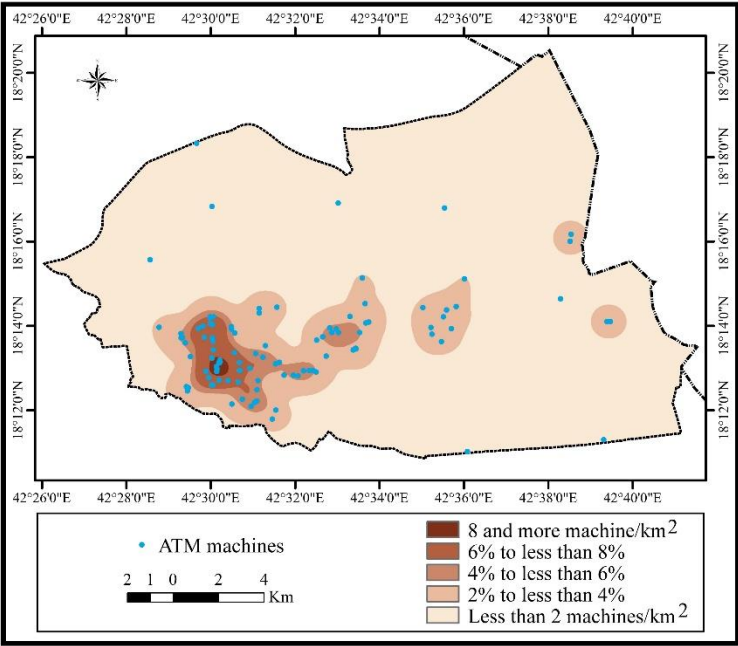 42°26'0"E 42°28'0"E 42°30'0"E 42°32'0"E 42°34'0"E 42°36'0"E 42°38'0"E 42°40'0"E
18°20'0"N 18°20'0"N
18°18'0"N 18°18'0"N
18°16'0"N 18°16'0"N
18°14'0"N 18°14'0"N
18°12'0"N 18°12'0"N
42°26'0"E 42°28'0"E 42°30'0"E 42°32'0"E 42°34'0"E 42°36'0"E 42°38'0"E 42°40'0"E
ATM machines
2 1 0 2 4
Km
8 and more machine/km2
6% to less than 8%
4% to less than 6%
2% to less than 4%
Less than 2 machines/km2